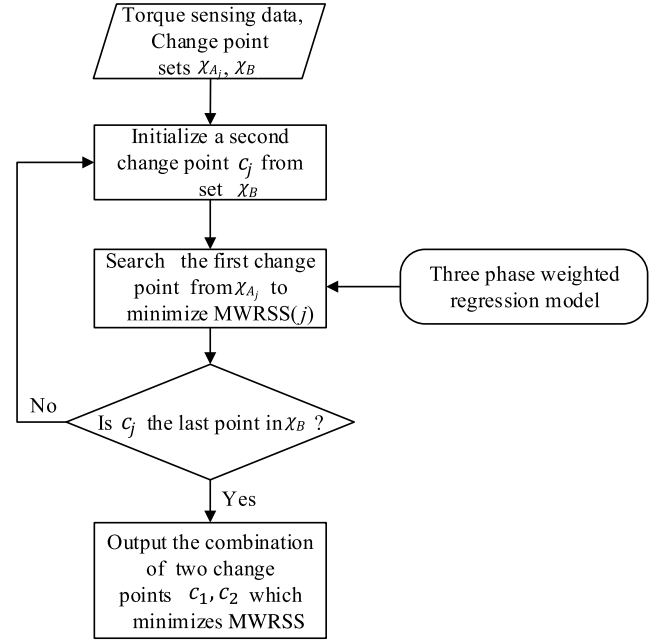 Torque sensing data,
Change point
sets χ_{A_j}, χ_B
Initialize a second
change point c_j from
set χ_B
Search the first change
point from χ_{A_j} to
minimize MWRSS(j)
Three phase weighted
regression model
No
Is c_j the last point in χ_B ?
Yes
Output the combination
of two change
points c_1, c_2 which
minimizes MWRSS